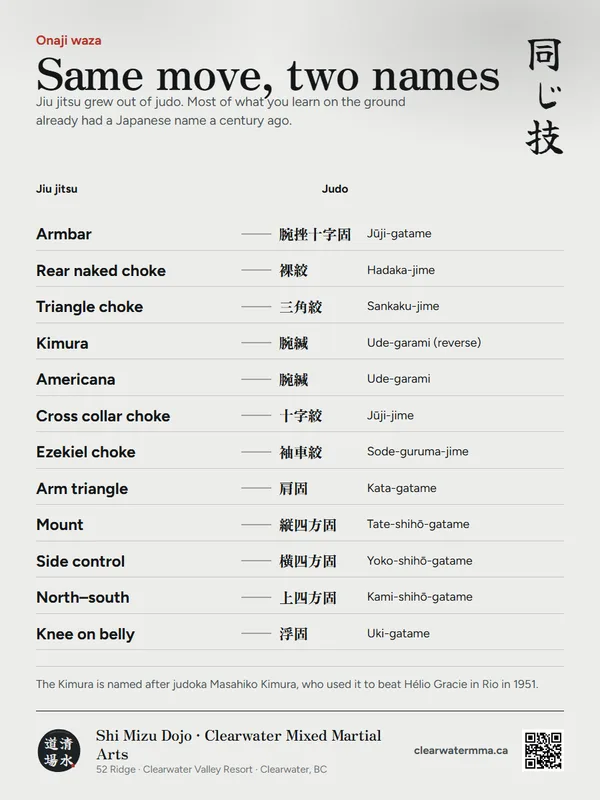 Onaji waza
Same move, two names
同じ技
Jiu jitsu grew out of judo. Most of what you learn on the ground
already had a Japanese name a century ago.
Jiu jitsu Judo
Armbar 腕挫十字固 Jūji-gatame
Rear naked choke 裸絞 Hadaka-jime
Triangle choke 三角絞 Sankaku-jime
Kimura 腕緘 Ude-garami (reverse)
Americana 腕緘 Ude-garami
Cross collar choke 十字絞 Jūji-jime
Ezekiel choke 袖車絞 Sode-guruma-jime
Arm triangle 肩固 Kata-gatame
Mount 縦四方固 Tate-shihō-gatame
Side control 横四方固 Yoko-shihō-gatame
North–south 上四方固 Kami-shihō-gatame
Knee on belly 浮固 Uki-gatame
The Kimura is named after judoka Masahiko Kimura, who used it to beat Hélio Gracie in Rio in 1951.
清水道場
Shi Mizu Dojo · Clearwater Mixed Martial
Arts
52 Ridge · Clearwater Valley Resort · Clearwater, BC
clearwatermma.ca